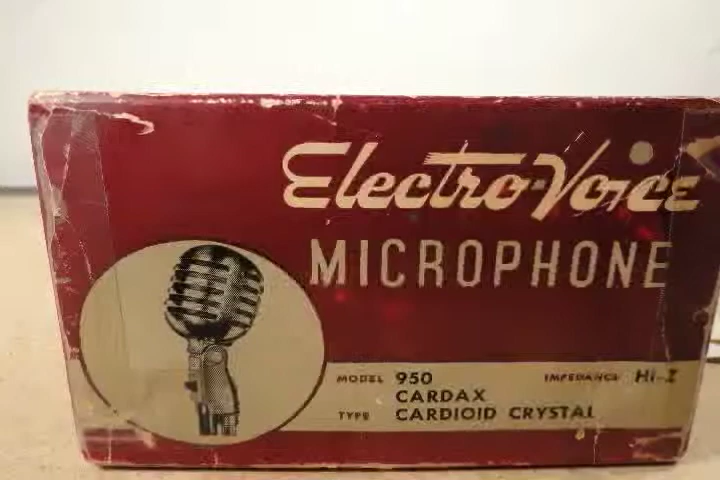 Electro-Voice
MICROPHONE
MODEL 950 IMPEDANCE Hi-Z
CARDAX
TYPE CARDIOID CRYSTAL